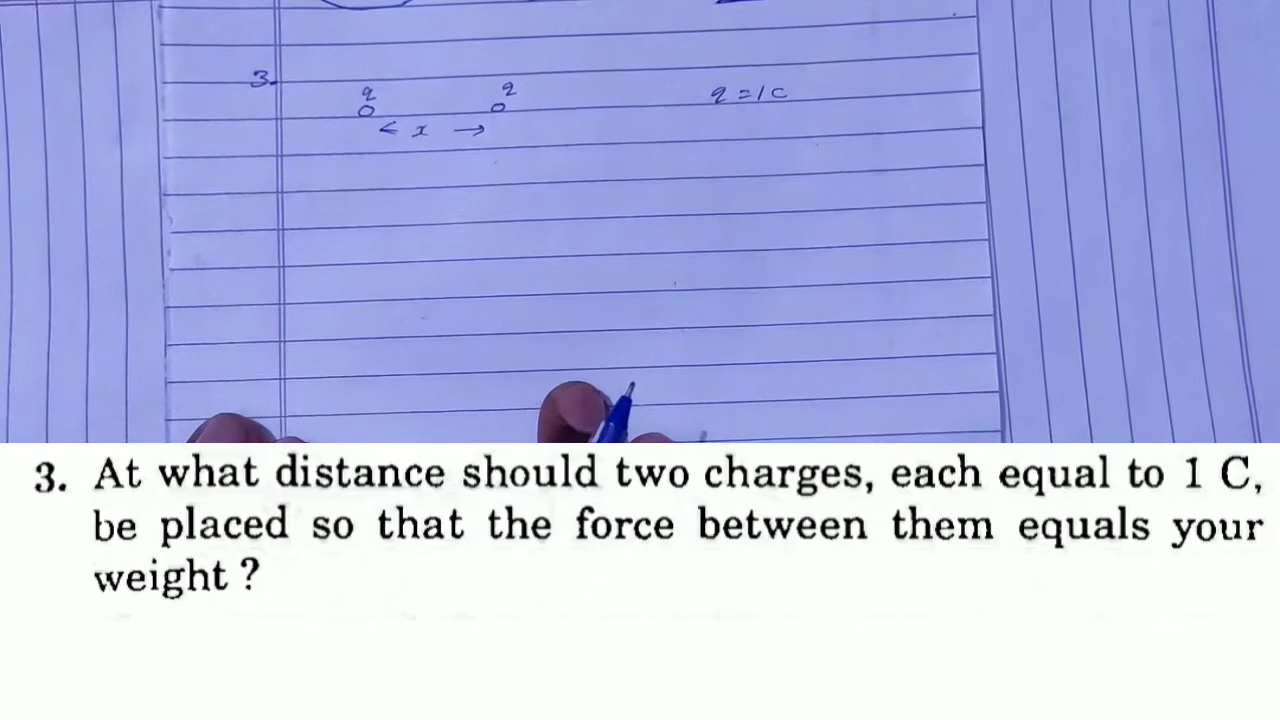 3.
q q q = 1 C
< x →
3. At what distance should two charges, each equal to 1 C,
be placed so that the force between them equals your
weight ?